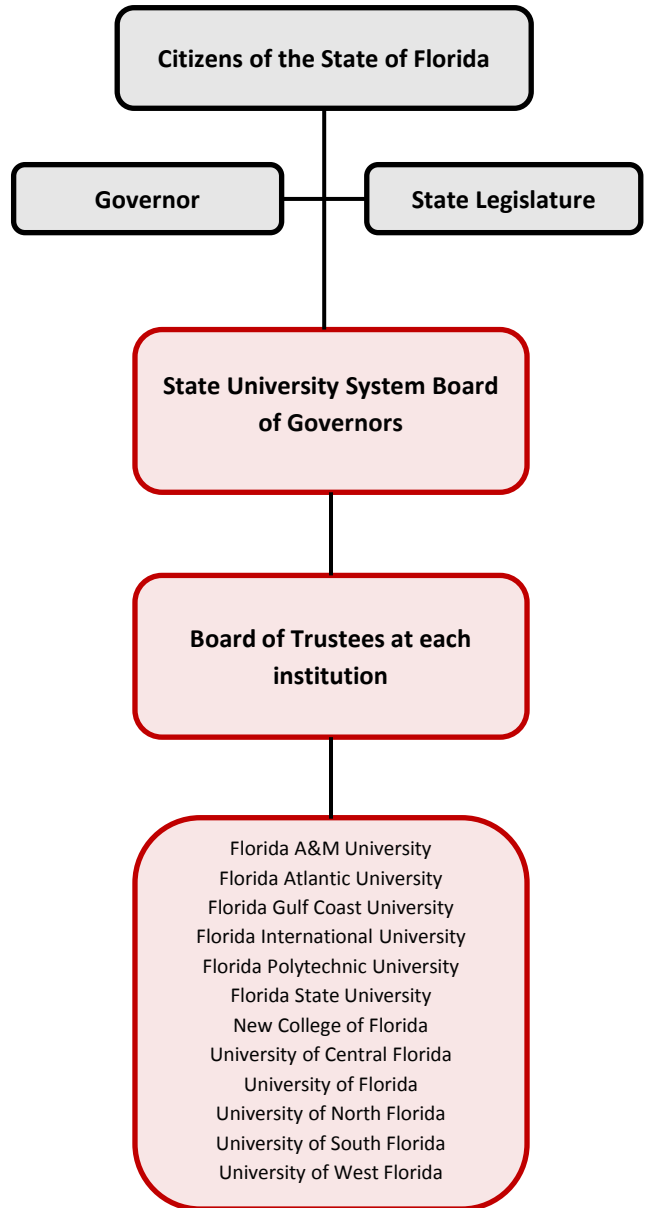 Citizens of the State of Florida
Governor
State Legislature
State University System Board
of Governors
Board of Trustees at each
institution
Florida A&M University
Florida Atlantic University
Florida Gulf Coast University
Florida International University
Florida Polytechnic University
Florida State University
New College of Florida
University of Central Florida
University of Florida
University of North Florida
University of South Florida
University of West Florida